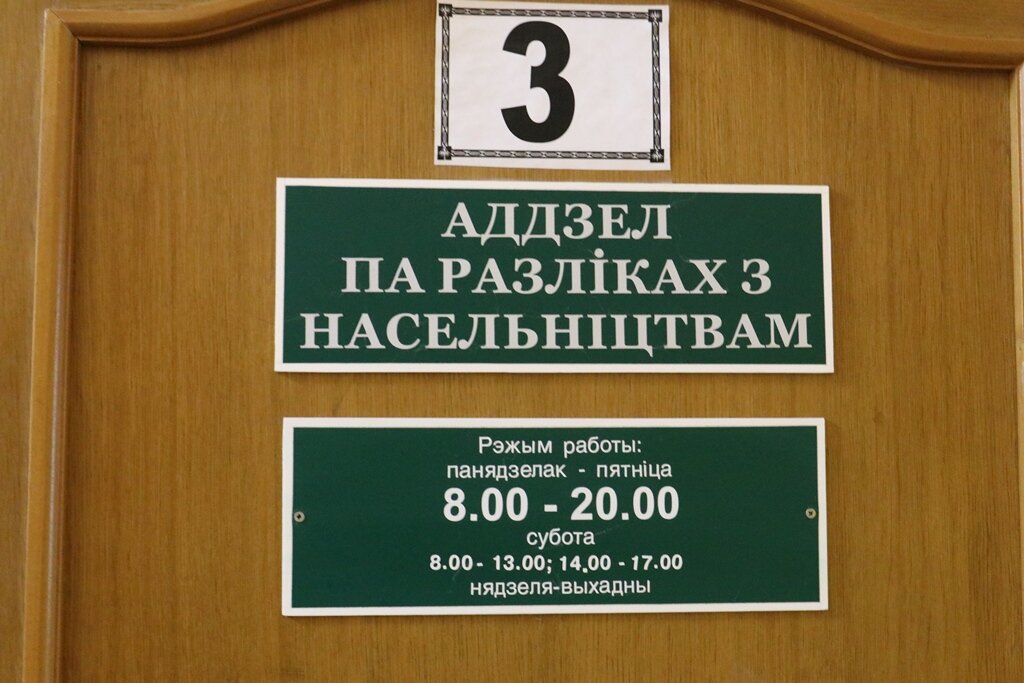 3
АДДЗЕЛ
ПА РАЗЛІКАХ З
НАСЕЛЬНІЦТВАМ
Рэжым работы:
панядзелак - пятніца
8.00 - 20.00
субота
8.00- 13.00; 14.00 -17.00
нядзеля-выхадны